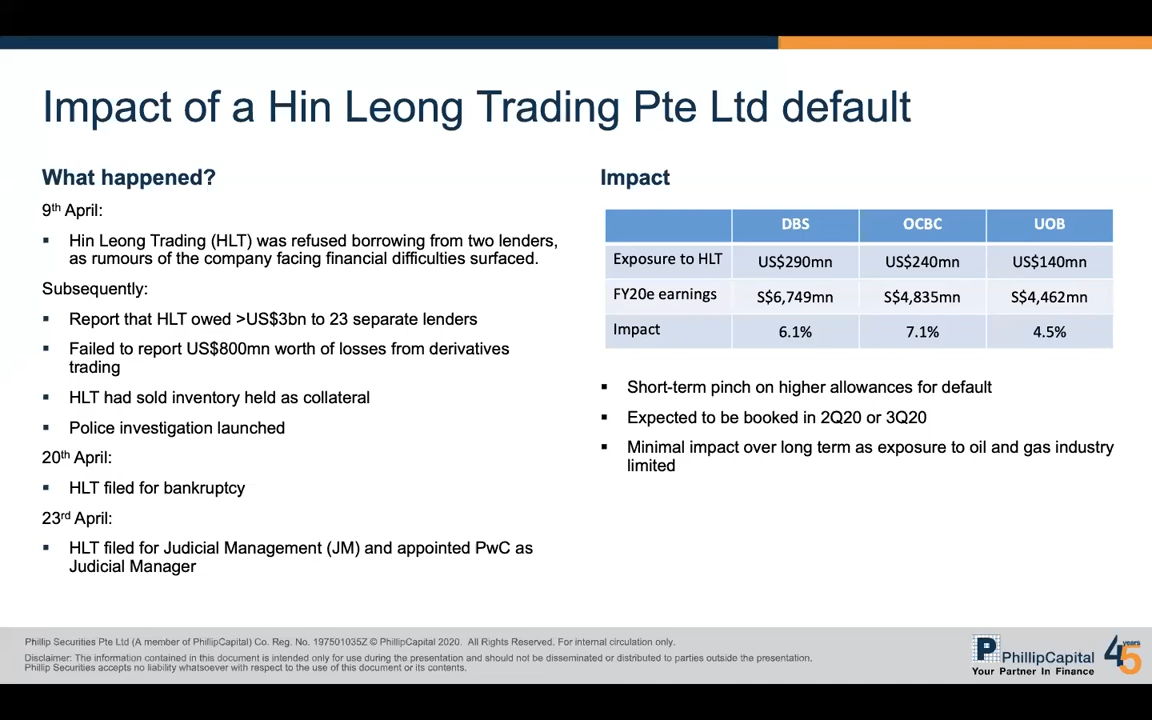 Impact of a Hin Leong Trading Pte Ltd default
What happened?
9th April:
▪ Hin Leong Trading (HLT) was refused borrowing from two lenders,
as rumours of the company facing financial difficulties surfaced.
Subsequently:
▪ Report that HLT owed >US$3bn to 23 separate lenders
▪ Failed to report US$800mn worth of losses from derivatives
trading
▪ HLT had sold inventory held as collateral
▪ Police investigation launched
20th April:
▪ HLT filed for bankruptcy
23rd April:
▪ HLT filed for Judicial Management (JM) and appointed PwC as
Judicial Manager
Impact
DBS OCBC UOB
Exposure to HLT US$290mn US$240mn US$140mn
FY20e earnings S$6,749mn S$4,835mn S$4,462mn
Impact 6.1% 7.1% 4.5%
▪ Short-term pinch on higher allowances for default
▪ Expected to be booked in 2Q20 or 3Q20
▪ Minimal impact over long term as exposure to oil and gas industry
limited
Phillip Securities Pte Ltd (A member of PhillipCapital) Co. Reg. No. 197501035Z © PhillipCapital 2020. All Rights Reserved. For internal circulation only.
Disclaimer: The information contained in this document is intended only for use during the presentation and should not be disseminated or distributed to parties outside the presentation.
Phillip Securities accepts no liability whatsoever with respect to the use of this document or its contents.
P PhillipCapital
Your Partner In Finance
45 years